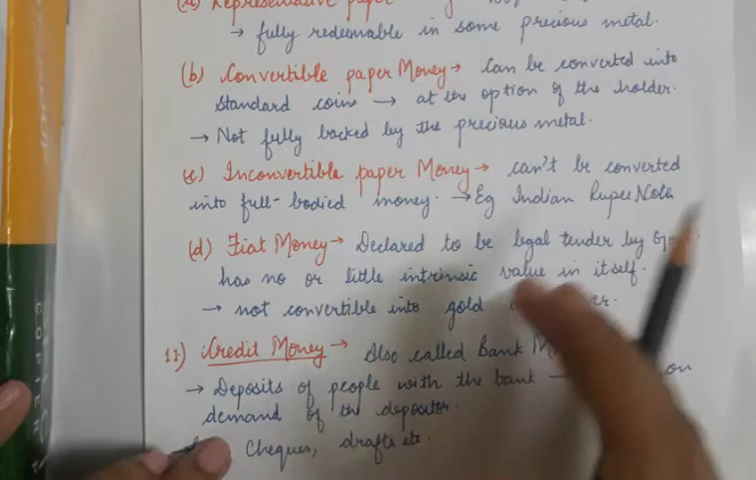 (a) Representative paper
→ fully redeemable in some precious metal.
(b) Convertible paper Money → can be converted into
standard coins → at the option of the holder.
→ Not fully backed by the precious metal.
(c) Inconvertible paper Money → can't be converted
into full-bodied money. → Eg Indian Rupee Note
(d) Fiat Money → Declared to be legal tender by
has no or little intrinsic value in itself.
→ not convertible into gold
11) Credit Money → Also called Bank
→ Deposits of people with the bank → on
demand of the depositor.
Cheques, drafts etc.